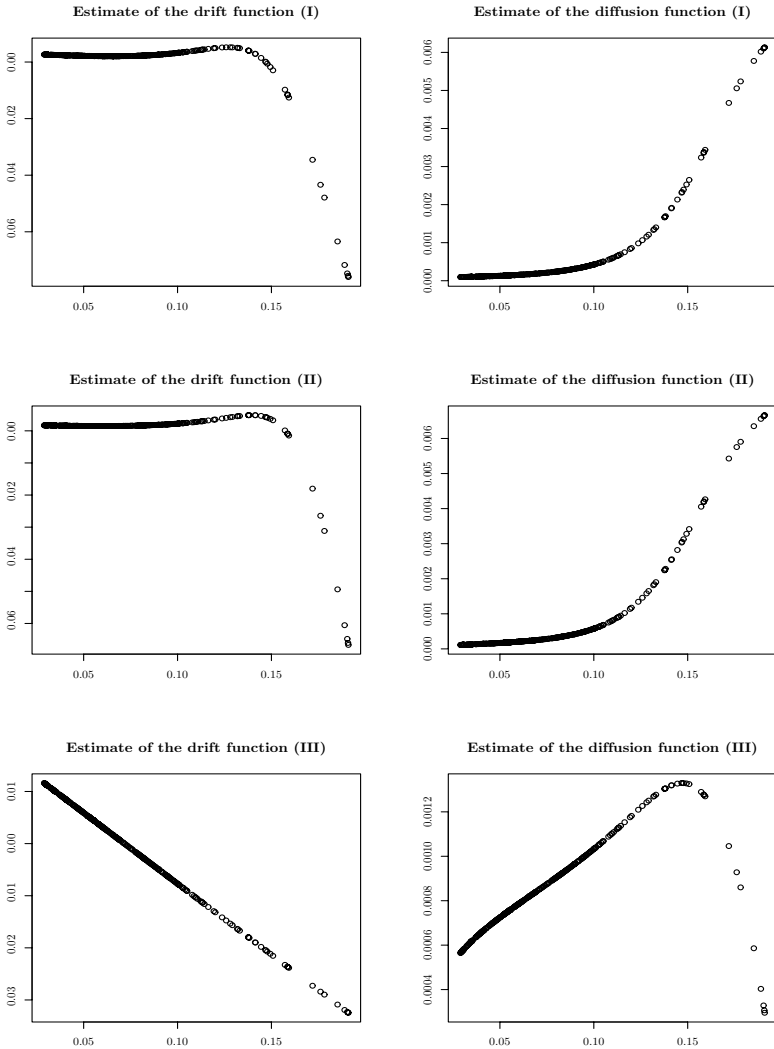 Estimate of the drift function (I)
0.00
0.02
0.04
0.06
0.05 0.10 0.15
Estimate of the diffusion function (I)
0.006
0.005
0.004
0.003
0.002
0.001
0.000
0.05 0.10 0.15
Estimate of the drift function (II)
0.00
0.02
0.04
0.06
0.05 0.10 0.15
Estimate of the diffusion function (II)
0.006
0.005
0.004
0.003
0.002
0.001
0.000
0.05 0.10 0.15
Estimate of the drift function (III)
0.01
0.00
0.01
0.02
0.03
0.05 0.10 0.15
Estimate of the diffusion function (III)
0.0012
0.0010
0.0008
0.0006
0.0004
0.05 0.10 0.15